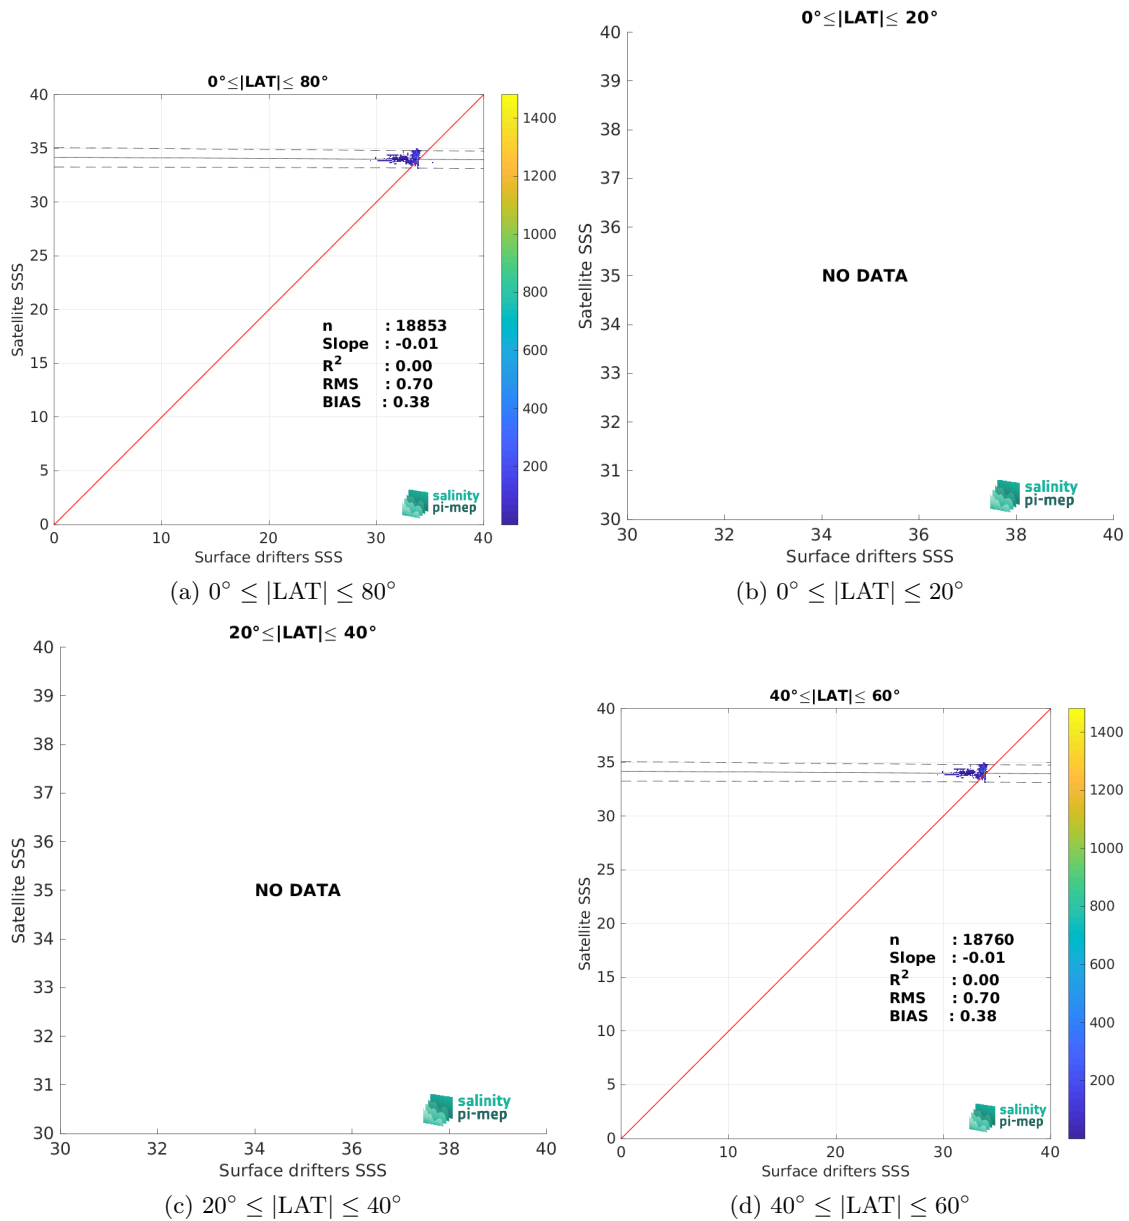 0°≤|LAT|≤ 80°
Satellite SSS
40
35
30
25
20
15
10
5
0
0
10
20
30
40
Surface drifters SSS
1400
1200
1000
800
600
400
200
n : 18853
Slope : -0.01
R² : 0.00
RMS : 0.70
BIAS : 0.38
salinity
pi-mep
(a) 0° ≤ |LAT| ≤ 80°
0°≤|LAT|≤ 20°
Satellite SSS
40
39
38
37
36
35
34
33
32
31
30
30
32
34
36
38
40
Surface drifters SSS
NO DATA
salinity
pi-mep
(b) 0° ≤ |LAT| ≤ 20°
20°≤|LAT|≤ 40°
Satellite SSS
40
39
38
37
36
35
34
33
32
31
30
30
32
34
36
38
40
Surface drifters SSS
NO DATA
salinity
pi-mep
(c) 20° ≤ |LAT| ≤ 40°
40°≤|LAT|≤ 60°
Satellite SSS
40
35
30
25
20
15
10
5
0
0
10
20
30
40
Surface drifters SSS
1400
1200
1000
800
600
400
200
n : 18760
Slope : -0.01
R² : 0.00
RMS : 0.70
BIAS : 0.38
salinity
pi-mep
(d) 40° ≤ |LAT| ≤ 60°